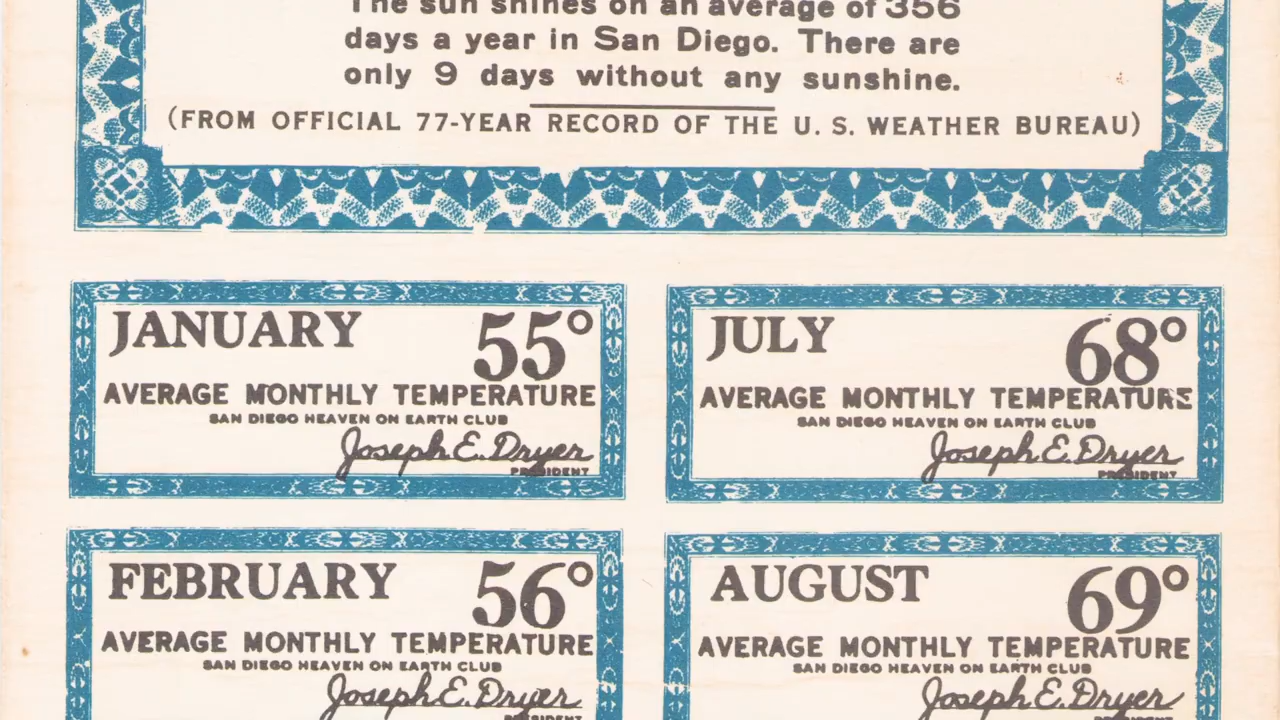 The sun shines on an average of 356
days a year in San Diego. There are
only 9 days without any sunshine.
(FROM OFFICIAL 77-YEAR RECORD OF THE U. S. WEATHER BUREAU)
JANUARY 55°
AVERAGE MONTHLY TEMPERATURE
SAN DIEGO HEAVEN ON EARTH CLUB
Joseph E. Dryer
PRESIDENT
JULY 68°
AVERAGE MONTHLY TEMPERATURE
SAN DIEGO HEAVEN ON EARTH CLUB
Joseph E. Dryer
PRESIDENT
FEBRUARY 56°
AVERAGE MONTHLY TEMPERATURE
SAN DIEGO HEAVEN ON EARTH CLUB
Joseph E. Dryer
PRESIDENT
AUGUST 69°
AVERAGE MONTHLY TEMPERATURE
SAN DIEGO HEAVEN ON EARTH CLUB
Joseph E. Dryer
PRESIDENT